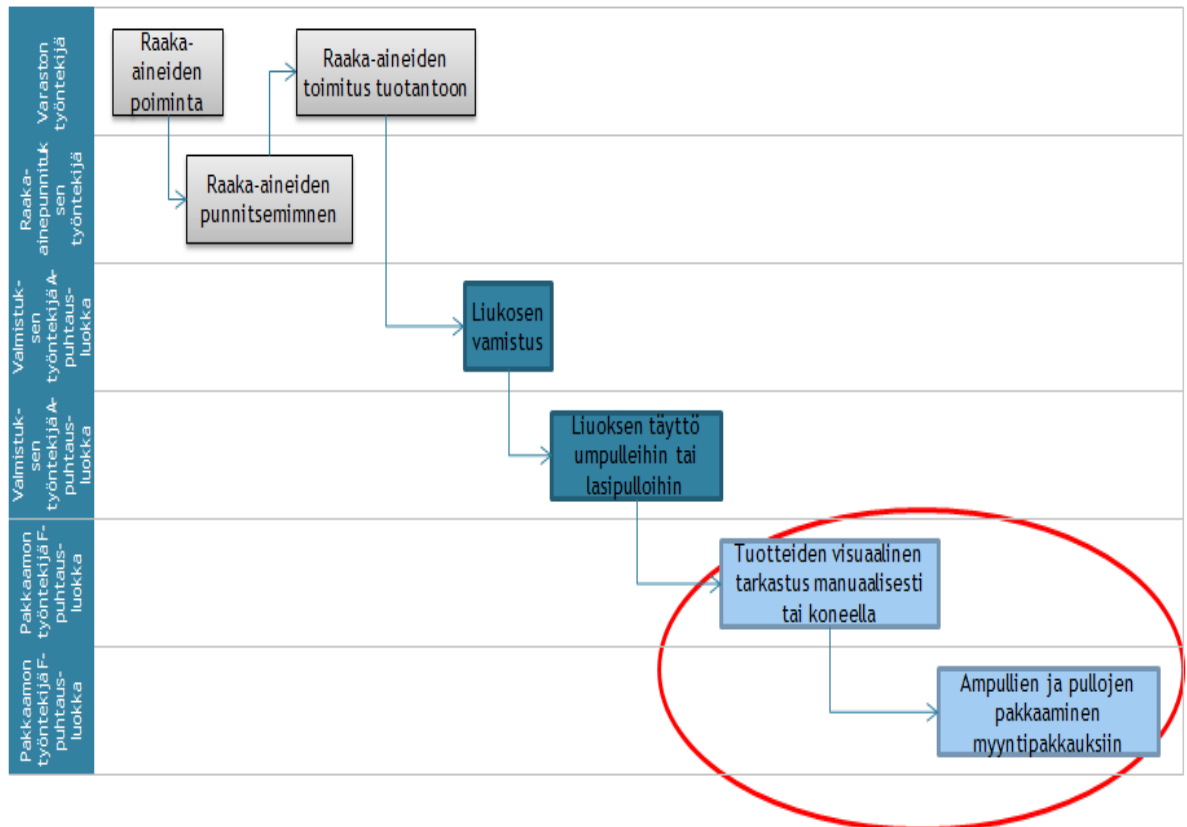 Varaston
työntekijä
Raaka-
aineiden
poiminta
Raaka-aineiden
toimitus tuotantoon
Raaka-
ainepunnituk
sen
työntekijä
Raaka-aineiden
punnitsemimnen
Valmistuk-
sen
työntekijä A-
puhtaus-
luokka
Liukosen
vamistus
Valmistuk-
sen
työntekijä A-
puhtaus-
luokka
Liuoksen täyttö
umpulleihin tai
lasipulloihin
Pakkaamon
työntekijä F-
puhtaus-
luokka
Tuotteiden visuaalinen
tarkastus manuaalisesti
tai koneella
Pakkaamon
työntekijä F-
puhtaus-
luokka
Ampullien ja pullojen
pakkaaminen
myyntipakkauksiin